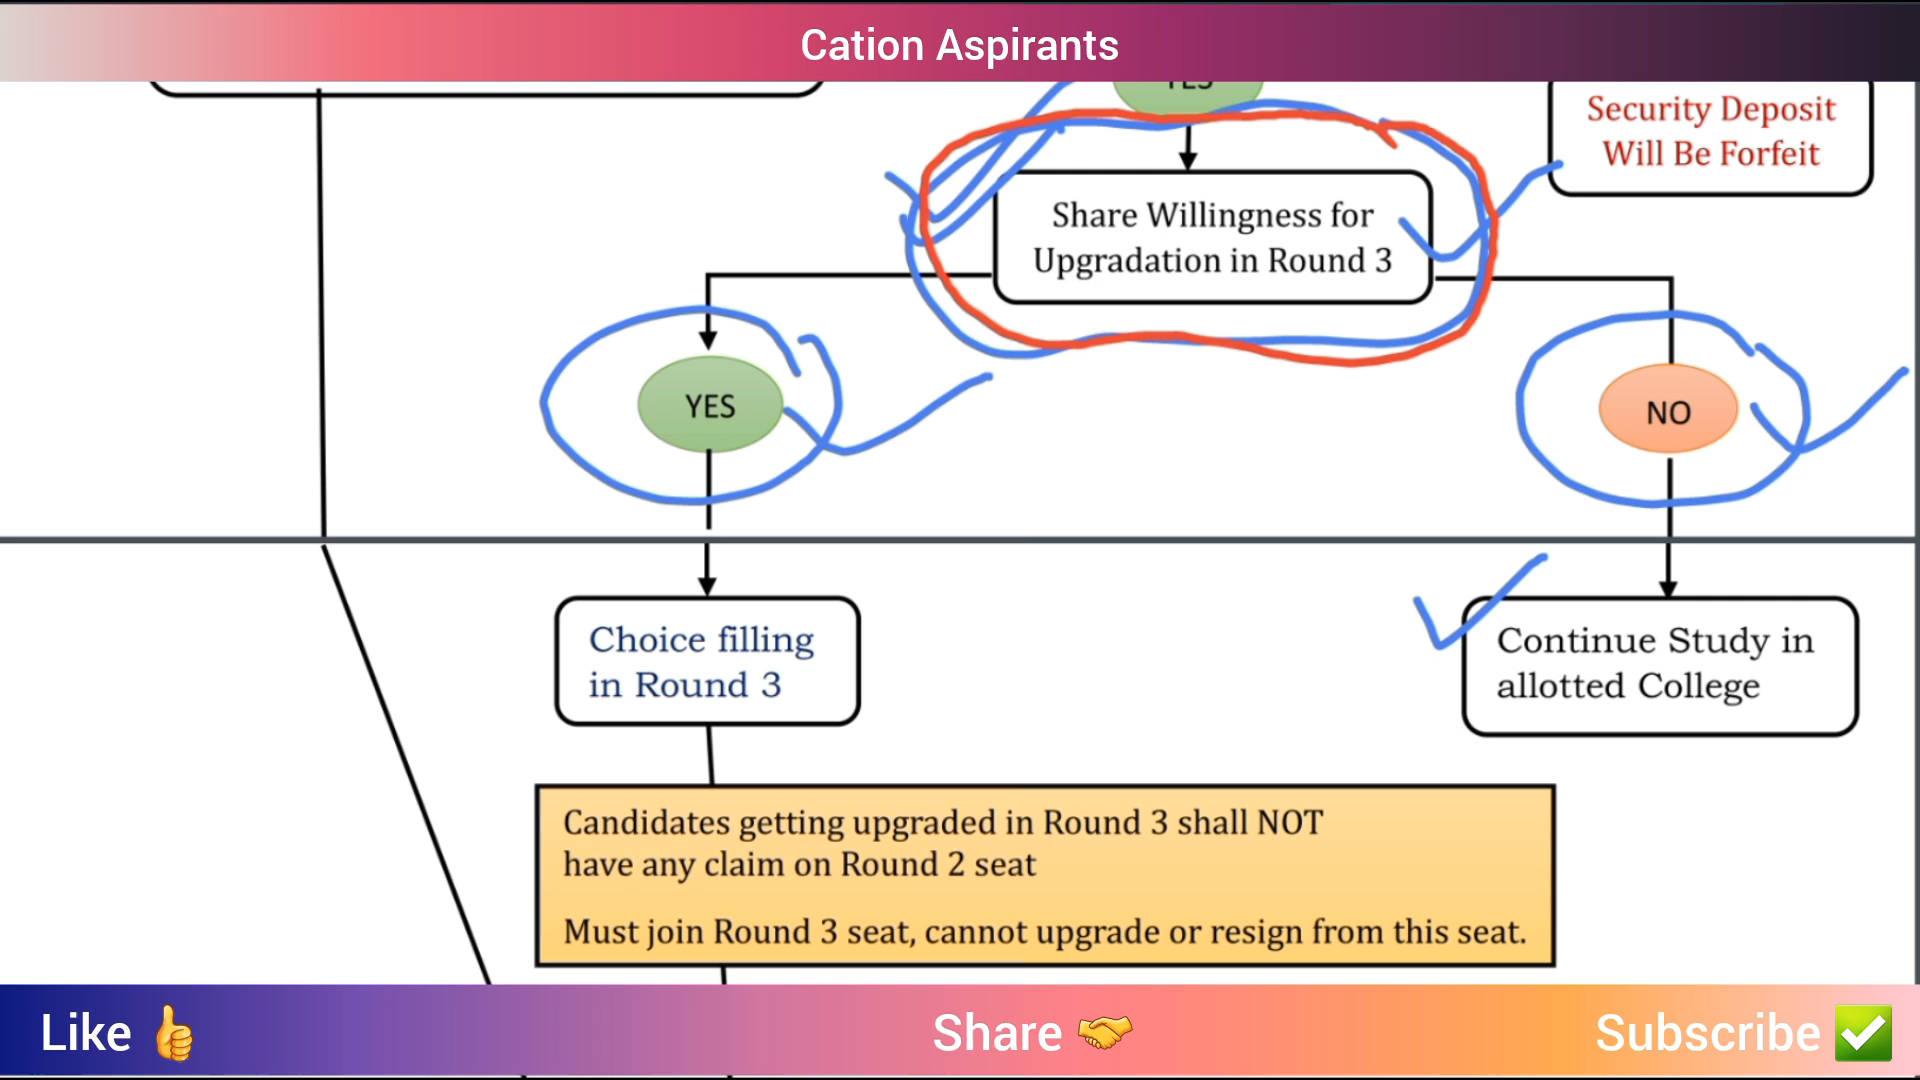 Cation Aspirants
YES
Security Deposit
Will Be Forfeit
Share Willingness for
Upgradation in Round 3
YES
NO
Choice filling
in Round 3
Continue Study in
allotted College
Candidates getting upgraded in Round 3 shall NOT
have any claim on Round 2 seat
Must join Round 3 seat, cannot upgrade or resign from this seat.
Like
Share
Subscribe